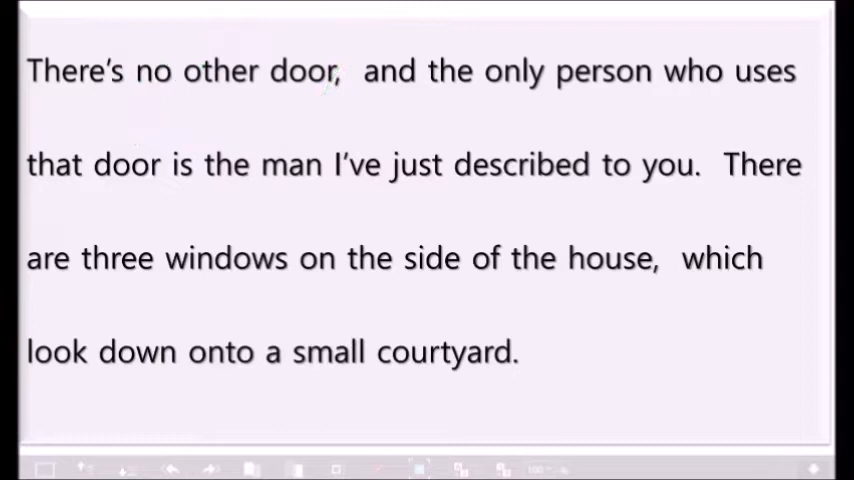 There's no other door, and the only person who uses
that door is the man I've just described to you. There
are three windows on the side of the house, which
look down onto a small courtyard.